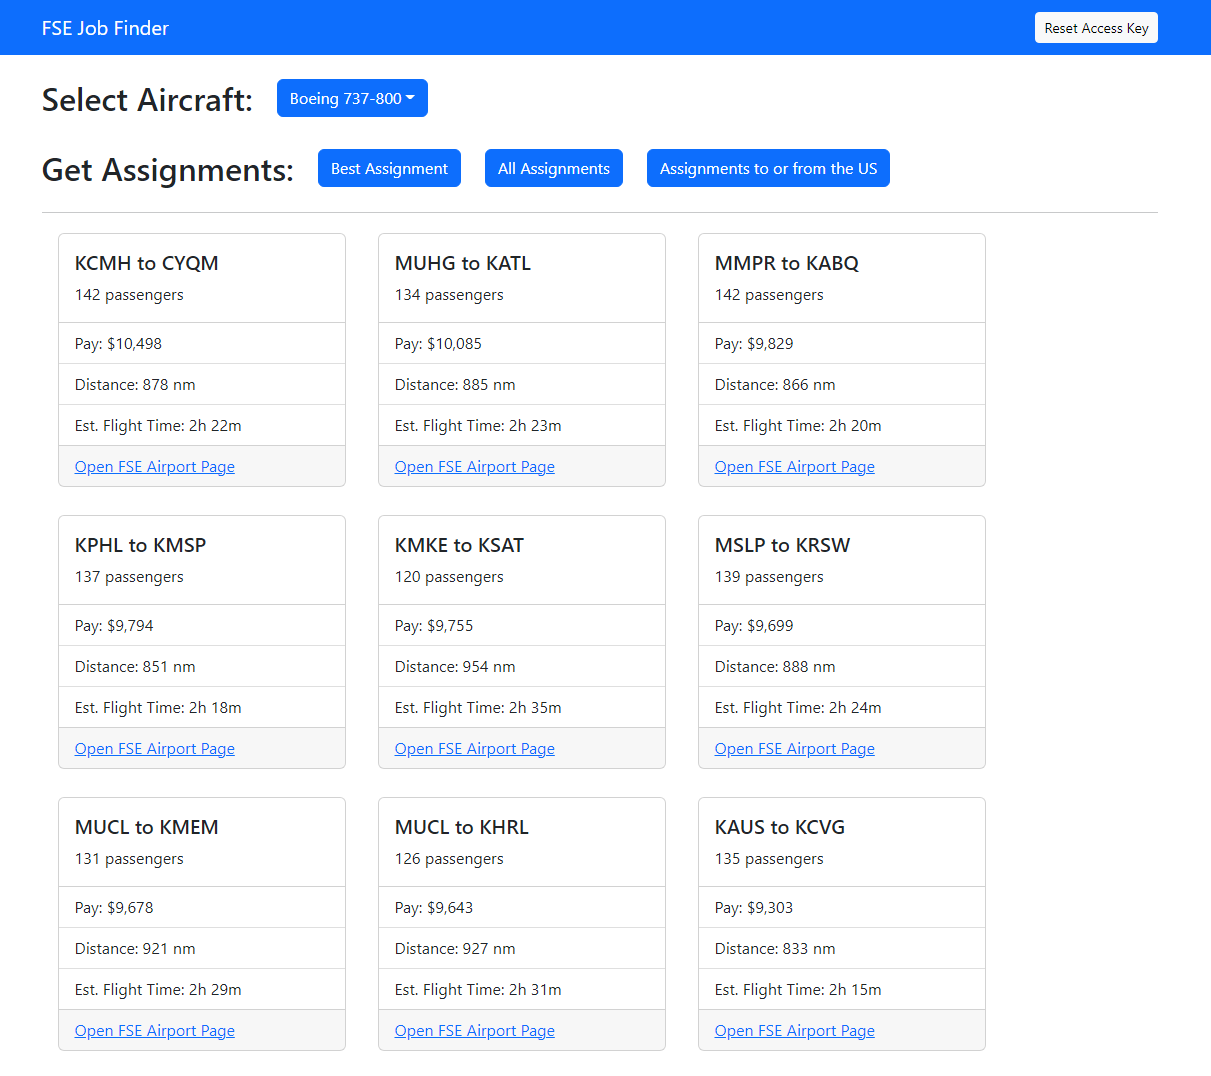 FSE Job Finder
Reset Access Key
Select Aircraft:
Boeing 737-800
Get Assignments:
Best Assignment
All Assignments
Assignments to or from the US
KCMH to CYQM
142 passengers
Pay: $10,498
Distance: 878 nm
Est. Flight Time: 2h 22m
Open FSE Airport Page
MUHG to KATL
134 passengers
Pay: $10,085
Distance: 885 nm
Est. Flight Time: 2h 23m
Open FSE Airport Page
MMPR to KABQ
142 passengers
Pay: $9,829
Distance: 866 nm
Est. Flight Time: 2h 20m
Open FSE Airport Page
KPHL to KMSP
137 passengers
Pay: $9,794
Distance: 851 nm
Est. Flight Time: 2h 18m
Open FSE Airport Page
KMKE to KSAT
120 passengers
Pay: $9,755
Distance: 954 nm
Est. Flight Time: 2h 35m
Open FSE Airport Page
MSLP to KRSW
139 passengers
Pay: $9,699
Distance: 888 nm
Est. Flight Time: 2h 24m
Open FSE Airport Page
MUCL to KMEM
131 passengers
Pay: $9,678
Distance: 921 nm
Est. Flight Time: 2h 29m
Open FSE Airport Page
MUCL to KHRL
126 passengers
Pay: $9,643
Distance: 927 nm
Est. Flight Time: 2h 31m
Open FSE Airport Page
KAUS to KCVG
135 passengers
Pay: $9,303
Distance: 833 nm
Est. Flight Time: 2h 15m
Open FSE Airport Page